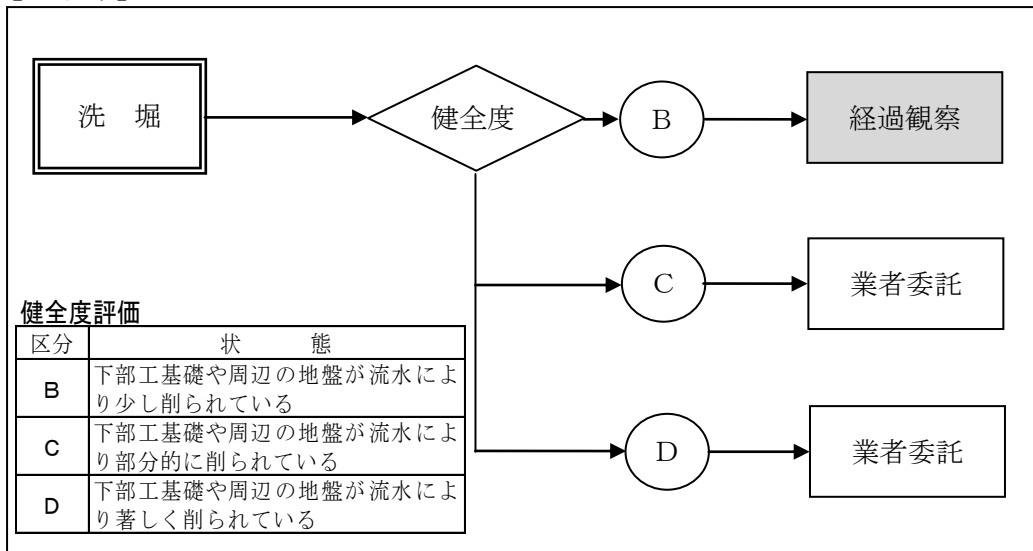 洗　堀
健全度
B
経過観察
C
業者委託
D
業者委託
健全度評価
区分 状　　　態
B 下部工基礎や周辺の地盤が流水によ
り少し削られている
C 下部工基礎や周辺の地盤が流水によ
り部分的に削られている
D 下部工基礎や周辺の地盤が流水によ
り著しく削られている